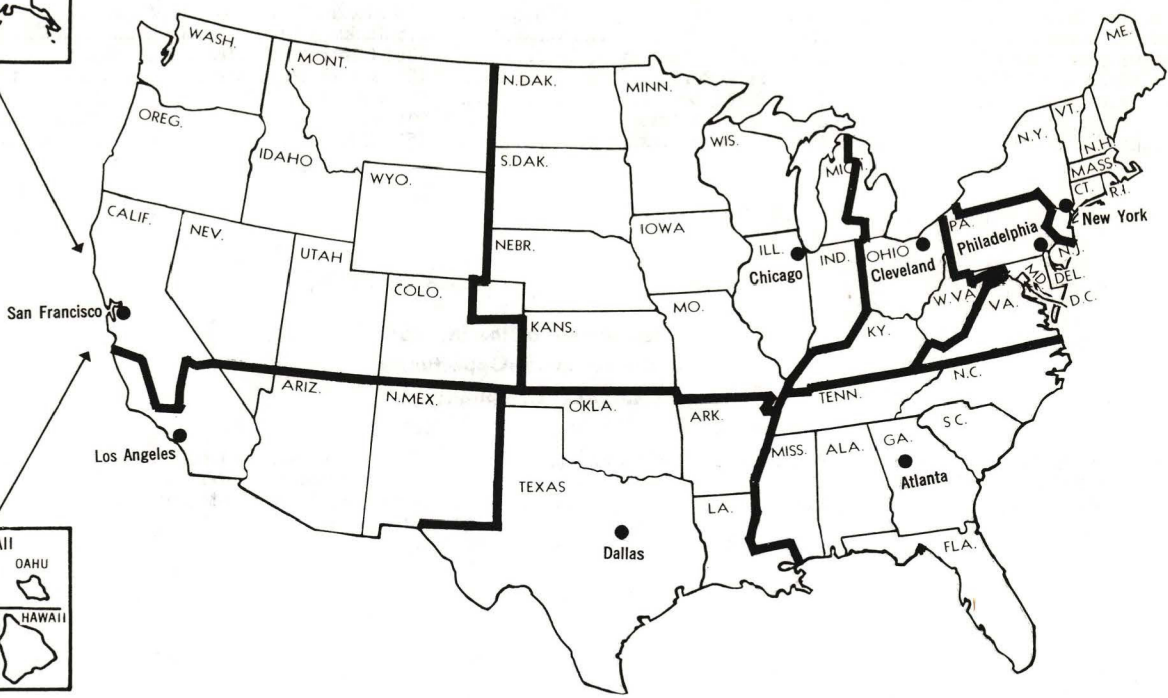 WASH.
MONT.
N.DAK.
MINN.
ME.
OREG.
IDAHO
WYO.
S.DAK.
WIS.
N.Y.
VT.
N.H.
MASS.
CT.
R.I.
CALIF.
NEV.
UTAH
COLO.
NEBR.
IOWA
ILL.
Chicago
IND.
OHIO
Cleveland
PA.
Philadelphia
New York
N.J.
MD.
DEL.
D.C.
W.VA.
VA.
San Francisco
KANS.
MO.
KY.
ARIZ.
N.MEX.
OKLA.
ARK.
TENN.
N.C.
S.C.
Los Angeles
TEXAS
MISS.
ALA.
GA.
Atlanta
LA.
Dallas
FLA.
OAHU
HAWAII